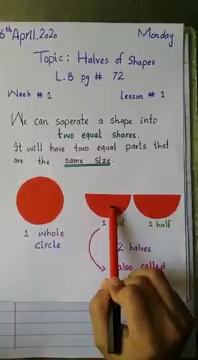 6th April, 2020 Monday
Topic: Halves of Shapes
L.B pg # 72
Week # 1 Lesson # 1
We can saperate a shape into
two equal shares.
It will have two equal parts that
are the same size.
1 whole
circle
1 half
1 half
2 halves
also called